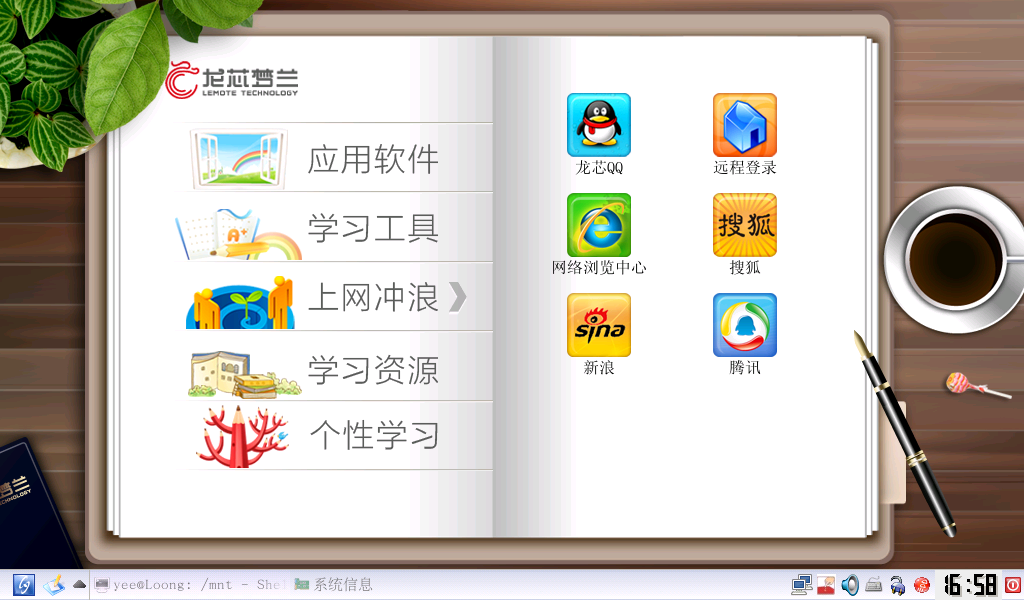 龙芯梦兰
LEMOTE TECHNOLOGY
应用软件
学习工具
A+
上网冲浪
学习资源
个性学习
龙芯QQ
远程登录
网络浏览中心
搜狐
搜狐
sina
新浪
腾讯
梦兰
yee@Loong: /mnt - She
系统信息
16:58